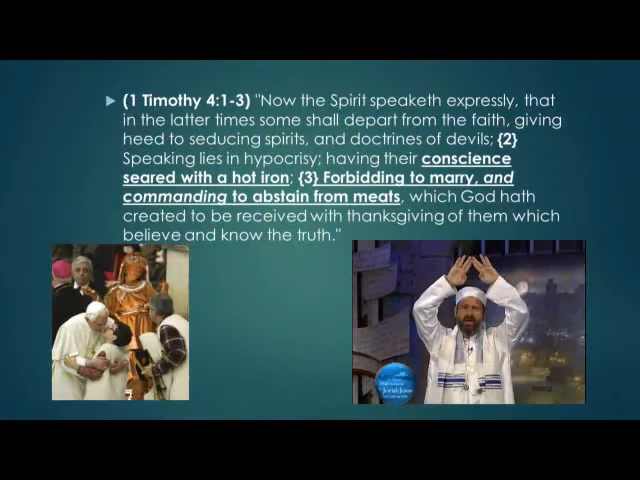 (1 Timothy 4:1-3) "Now the Spirit speaketh expressly, that
in the latter times some shall depart from the faith, giving
heed to seducing spirits, and doctrines of devils; {2}
Speaking lies in hypocrisy; having their conscience
seared with a hot iron; {3} Forbidding to marry, and
commanding to abstain from meats, which God hath
created to be received with thanksgiving of them which
believe and know the truth."
Jewish Jesus